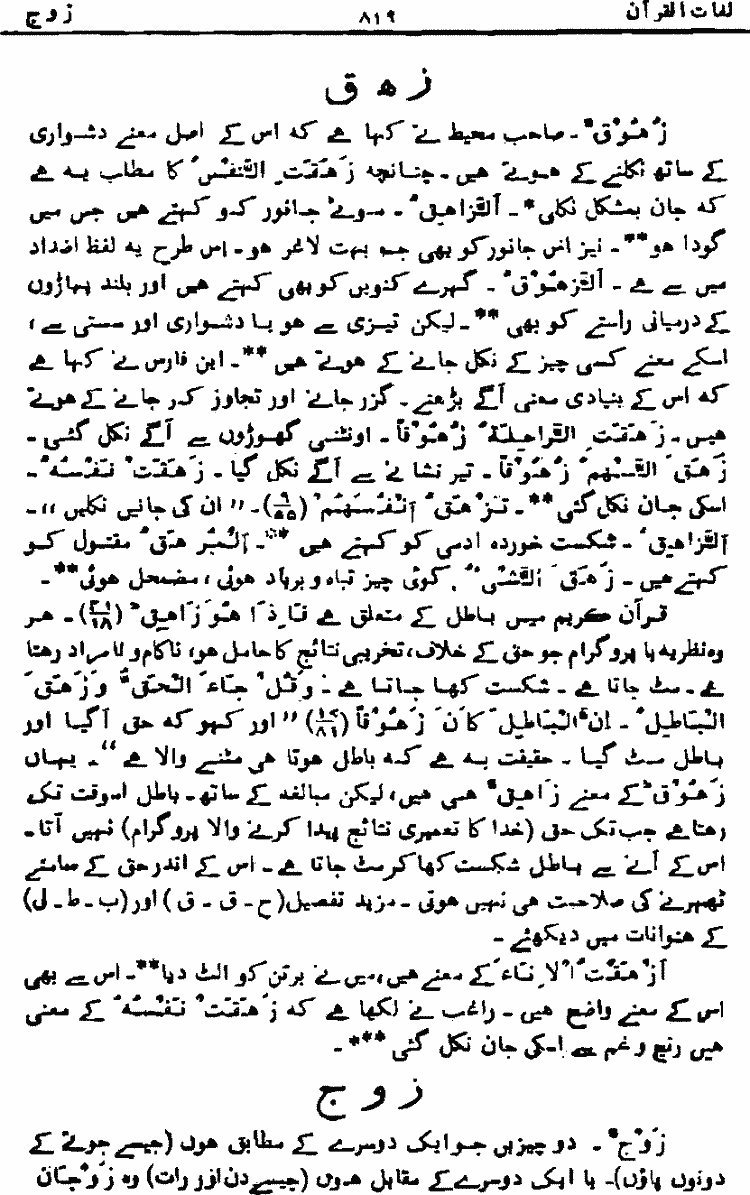 لغات القرآن ٨١٩ ز و ج
ز ھ ق
زُھُوْقٌ ۔ صاحب محیط نے کہا ہے کہ اس کے اصل معنے دشواری
کے ساتھ نکلنے کے ہوتے ہیں ۔ چنانچہ زَھَقَتِ النَّفْسُ کا مطلب یہ ہے
کہ جان بمشکل نکلی* ۔ اَلزَّاھِقُ ۔ موٹے جانور کو کہتے ہیں جس میں
گودا ہو** ۔ نیز اس جانور کو بھی جو بہت لاغر ہو ۔ اس طرح یہ لفظ اضداد
میں سے ہے ۔ اَلزَّھُوْقُ ۔ گہرے کنویں کو بھی کہتے ہیں اور بلند پہاڑوں
کے درمیانی راستے کو بھی ** ۔ لیکن تیزی سے ہو یا دشواری اور سستی سے ،
اسکے معنے کسی چیز کے نکل جانے کے ہوتے ہیں ** ۔ ابن فارس نے کہا ہے
کہ اس کے بنیادی معنی آگے بڑھنے ۔ گزر جانے اور تجاوز کر جانے کے ہوتے
ہیں ۔ زَھَقَتِ الرَّاحِلَۃُ زُھُوْقاً ۔ اونٹنی گھوڑوں سے آگے نکل گئی ۔
زَھَقَ السَّہْمُ زُھُوْقاً ۔ تیر نشانے سے آگے نکل گیا ۔ زَھَقَتْ نَفْسُہٗ ۔
اسکی جان نکل گئی ** ۔ تَزْھَقَ اَنْفُسُہُمْ (۹/۵۵) ۔ ،، ان کی جانیں نکلیں ،، ۔
اَلزَّاھِقُ ۔ شکست خوردہ آدمی کو کہتے ہیں ** ۔ اَلْمُزْھَقُ مقتول کو
کہتے ہیں ۔ زَھَقَ الشَّیْءُ ۔ کوئی چیز تباہ و برباد ہوئی ، مضمحل ہوئی ** ۔
قرآن کریم میں باطل کے متعلق ہے فَاِذَا ھُوَ زَاھِقٌ (۲۱/۱۸) ۔ ہر
وہ نظریہ یا پروگرام جو حق کے خلاف ، تخریبی نتائج کا حامل ہو، ناکام و نامراد رہتا
ہے ۔ مٹ جاتا ہے ۔ شکست کھا جاتا ہے ۔ وَقُلْ جَاءَ الْحَقُّ وَزَھَقَ
الْبَاطِلُ ۔ اِنَّ الْبَاطِلَ کَانَ زَھُوْقاً (۱۷/۸۱) ،، اور کہو کہ حق آگیا اور
باطل مٹ گیا ۔ حقیقت یہ ہے کہ باطل ہوتا ہی مٹنے والا ہے ،، ۔ یہاں
زَھُوْقٌ کے معنے زَاھِقٌ ہی ہیں ، لیکن مبالغہ کے ساتھ ۔ باطل اسوقت تک
رہتا ہے جب تک حق (خدا کا تعمیری نتائج پیدا کرنے والا پروگرام) نہیں آتا ۔
اس کے آنے سے باطل شکست کھا کر مٹ جاتا ہے ۔ اس کے اندر حق کے سامنے
ٹھہرنے کی صلاحیت ہی نہیں ہوتی ۔ مزید تفصیل (ح ۔ ق ۔ ق ) اور (ب ۔ ط ۔ ل)
کے عنوانات میں دیکھئے ۔
اَزْھَقْتُ الْاِنَاءَ کے معنے ہیں ، میں نے برتن کو الٹ دیا** ۔ اس سے بھی
اس کے معنے واضح ہیں ۔ راغب نے لکھا ہے کہ زَھَقَتْ نَفْسُہٗ کے معنی
ہیں رنج و غم سے اسکی جان نکل گئی *** ۔
ز و ج
زَوْجٌ ۔ دو چیزیں جو ایک دوسرے کے مطابق ہوں (جیسے جوتے کے
دونوں پاؤں) ۔ یا ایک دوسرے کے مقابل ہوں (جیسے دن اور رات) وہ زَوْجَانِ